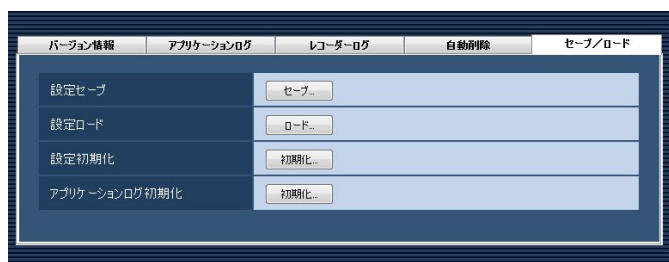 バージョン情報 アプリケーションログ レコーダーログ 自動削除 セーブ/ロード
設定セーブ セーブ...
設定ロード ロード...
設定初期化 初期化...
アプリケーションログ初期化 初期化...